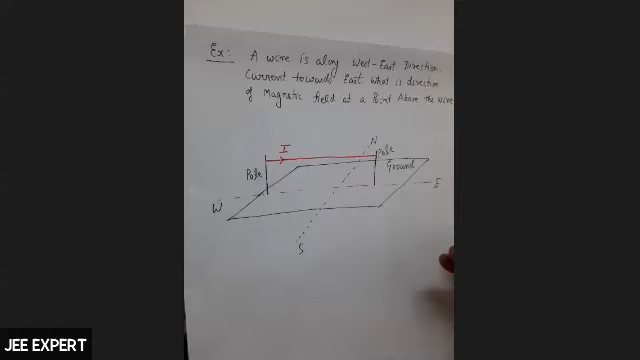 Ex: A wire is along West-East Direction.
Current towards East. What is direction
of Magnetic field at a Point Above the wire
N
I
Pole
Pole
Ground
W
E
S
JEE EXPERT